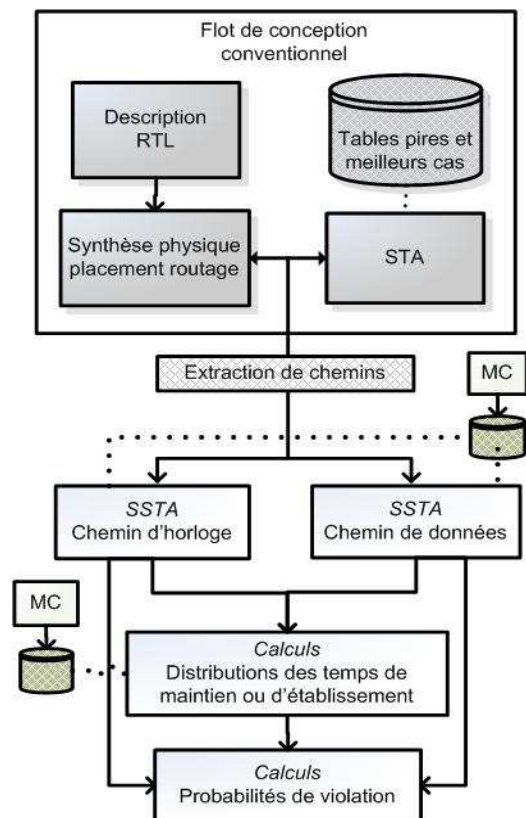 Flot de conception
conventionnel
Description
RTL
Tables pires et
meilleurs cas
Synthèse physique
placement routage
STA
Extraction de chemins
MC
SSTA
Chemin d'horloge
SSTA
Chemin de données
MC
Calculs
Distributions des temps de
maintien ou d'établissement
Calculs
Probabilités de violation